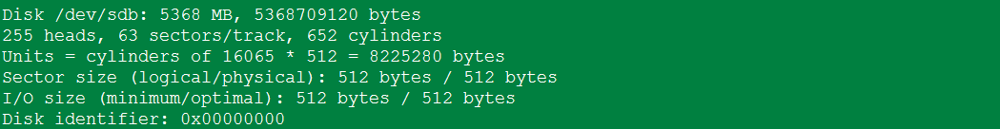 Disk /dev/sdb: 5368 MB, 5368709120 bytes
255 heads, 63 sectors/track, 652 cylinders
Units = cylinders of 16065 * 512 = 8225280 bytes
Sector size (logical/physical): 512 bytes / 512 bytes
I/O size (minimum/optimal): 512 bytes / 512 bytes
Disk identifier: 0x00000000